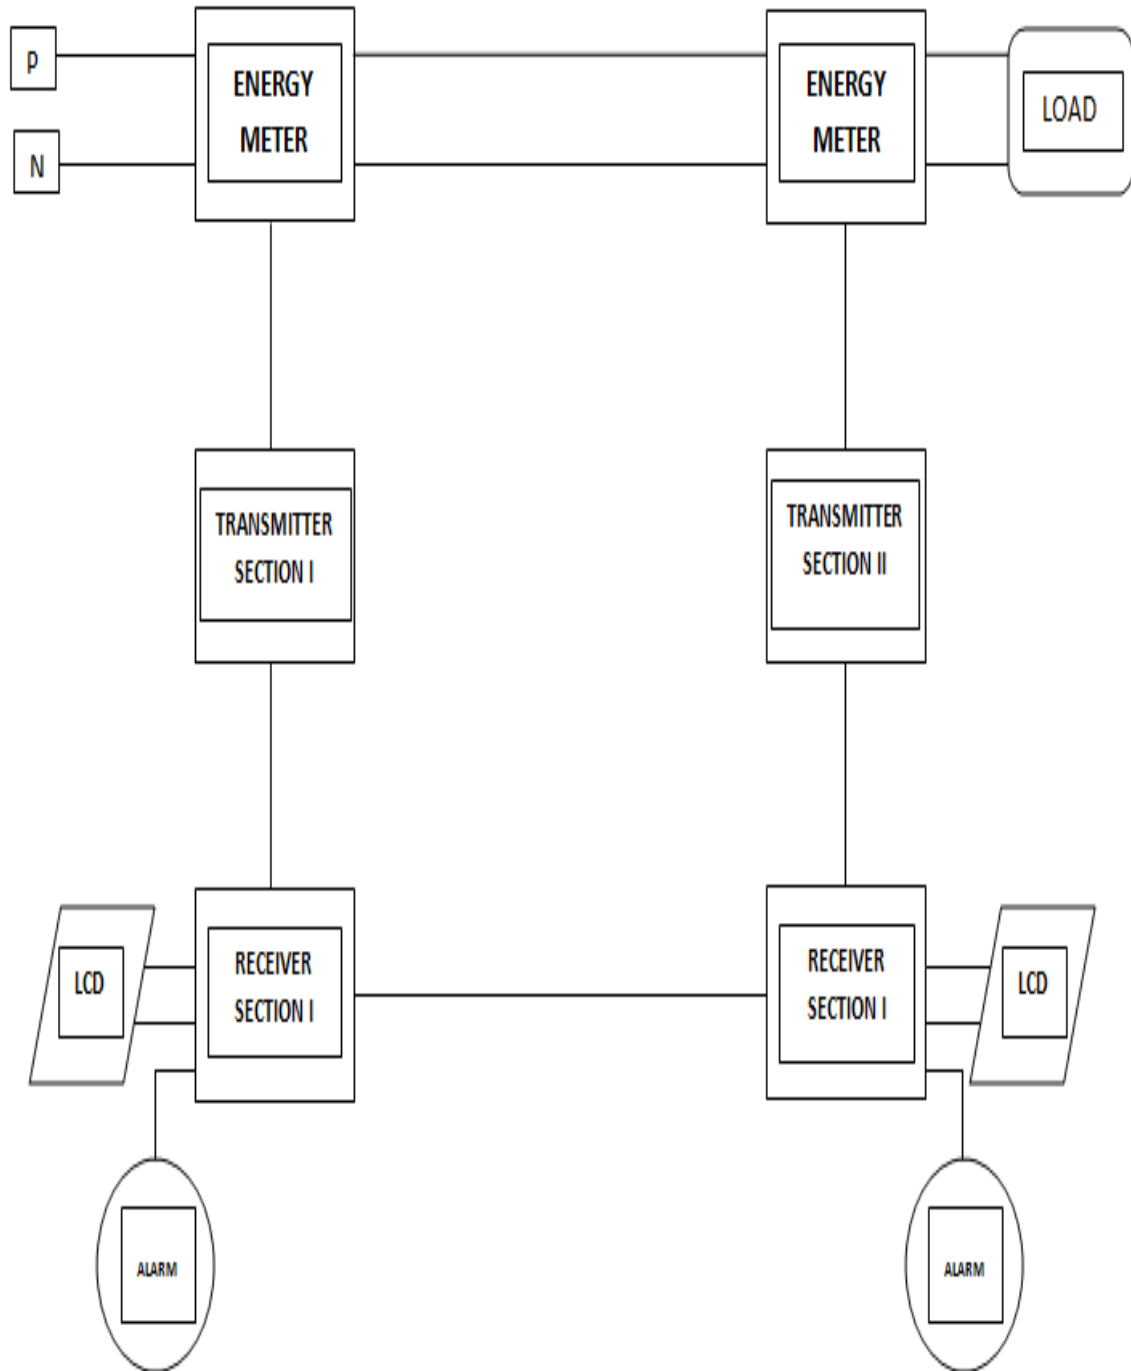 P
N
ENERGY
METER
ENERGY
METER
LOAD
TRANSMITTER
SECTION I
TRANSMITTER
SECTION II
LCD
RECEIVER
SECTION I
RECEIVER
SECTION I
LCD
ALARM
ALARM